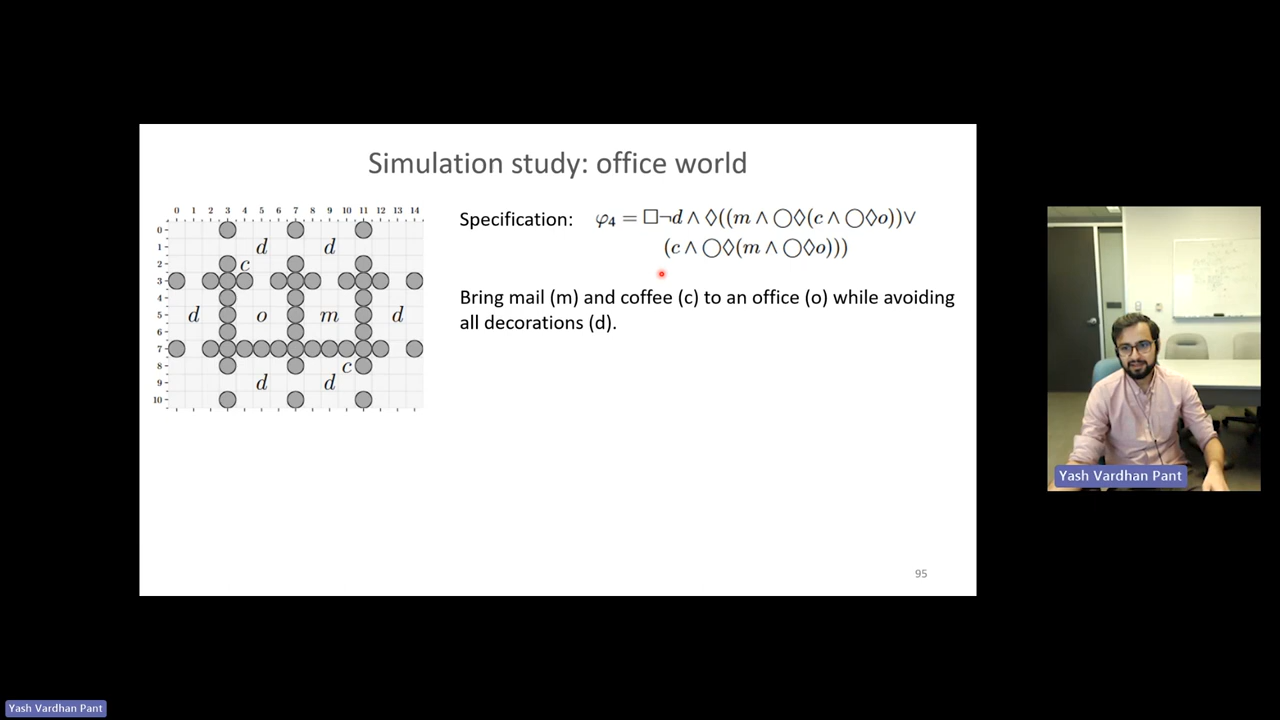 Simulation study: office world
0 1 2 3 4 5 6 7 8 9 10 11 12 13 14
0
1 d d
2 c
3
4
5 d o m d
6
7
8 c
9 d d
10
Specification: φ₄ = □¬d ∧ ◊((m ∧ ○◊(c ∧ ○◊o))∨
(c ∧ ○◊(m ∧ ○◊o)))
Bring mail (m) and coffee (c) to an office (o) while avoiding
all decorations (d).
95
Yash Vardhan Pant
Yash Vardhan Pant